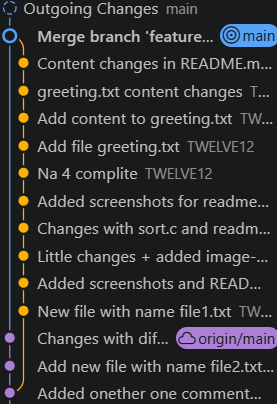 Outgoing Changes main
Merge branch 'feature... main
Content changes in README.m...
greeting.txt content changes T...
Add content to greeting.txt TW...
Add file greeting.txt TWELVE12
Na 4 complite TWELVE12
Added screenshots for readme...
Changes with sort.c and readm...
Little changes + added image-...
Added screenshots and READ...
New file with name file1.txt TW...
Changes with dif... origin/main
Add new file with name file2.txt...
Added onether one comment...